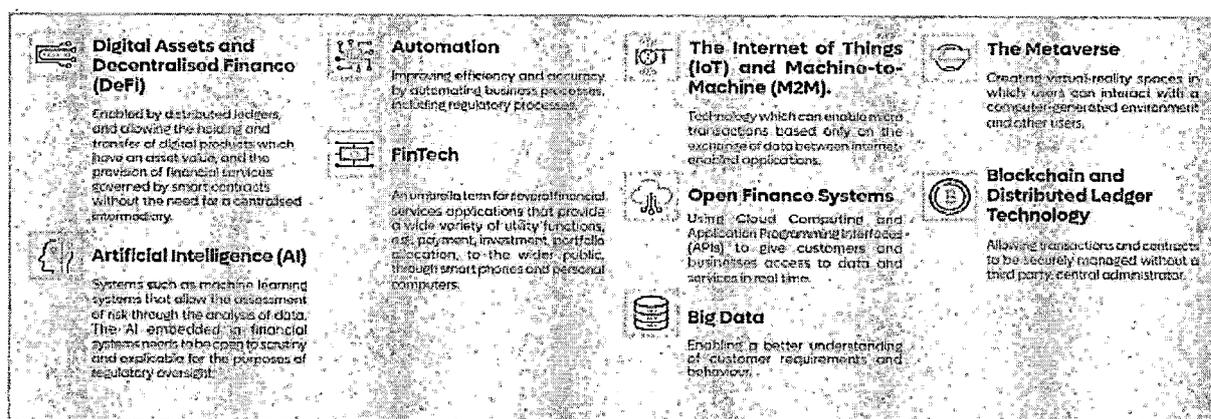 Digital Assets and
Decentralised Finance
(DeFi)
Enabled by distributed ledgers,
and allowing the holding and
transfer of digital products which
have an asset value, and the
provision of financial services
governed by smart contracts
without the need for a centralised
intermediary.
Artificial Intelligence (AI)
Systems such as machine learning
systems that allow the assessment
of risk through the analysis of data.
The AI embedded in financial
systems needs to be open to scrutiny
and explicable for the purposes of
regulatory oversight.
Automation
Improving efficiency and accuracy
by automating business processes,
including regulatory processes.
FinTech
An umbrella term for several financial
services applications that provide
a wide variety of utility functions,
e.g., payment, investment, portfolio
allocation, to the wider public,
through smart phones and personal
computers.
IOT
The Internet of Things
(IoT) and Machine-to-
Machine (M2M).
Technology which can enable micro
transactions based only on the
exchange of data between internet-
enabled applications.
Open Finance Systems
Using Cloud Computing and
Application Programming Interfaces
(APIs) to give customers and
businesses access to data and
services in real time.
Big Data
Enabling a better understanding
of customer requirements and
behaviour.
The Metaverse
Creating virtual-reality spaces in
which users can interact with a
computer-generated environment
and other users.
Blockchain and
Distributed Ledger
Technology
Allowing transactions and contracts
to be securely managed without a
third party, central administrator.